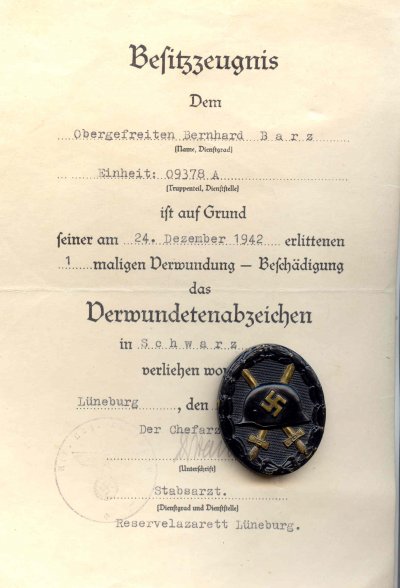 Besitzzeugnis
Dem
Obergefreiten Bernhard Barz
(Name, Dienstgrad)
Einheit: 09378 A
(Truppenteil, Dienststelle)
ist auf Grund
seiner am 24. Dezember 1942 erlittenen
1 maligen Verwundung – Beschädigung
das
Verwundetenabzeichen
in Schwarz
verliehen wor
Lüneburg, den
Der Chefarz
(Unterschrift)
Stabsarzt.
(Dienstgrad und Dienststelle)
Reservelazarett Lüneburg.